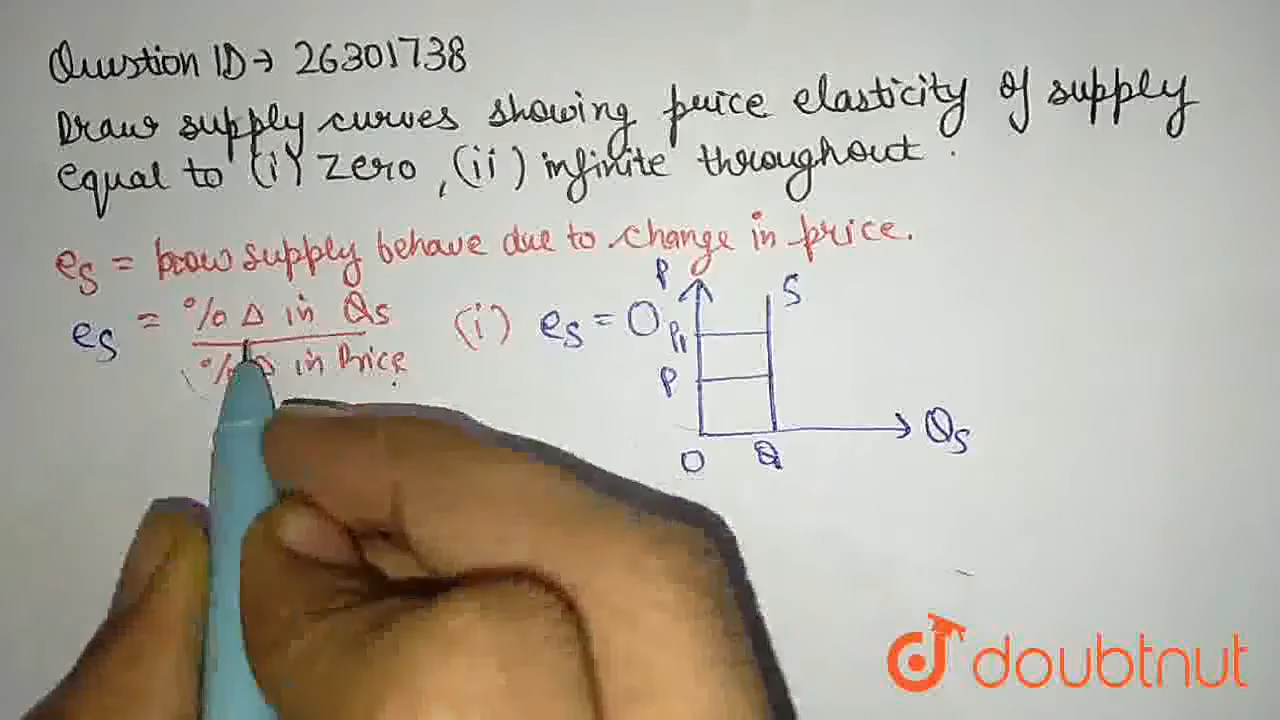 Question ID → 26301738
Draw supply curves showing price elasticity of supply
equal to (i) zero, (ii) infinite throughout.
es = how supply behave due to change in price.
es = % Δ in Qs
% Δ in Price
(i) es = 0
P
S
P1
P
O
Q
Qs
doubtnut